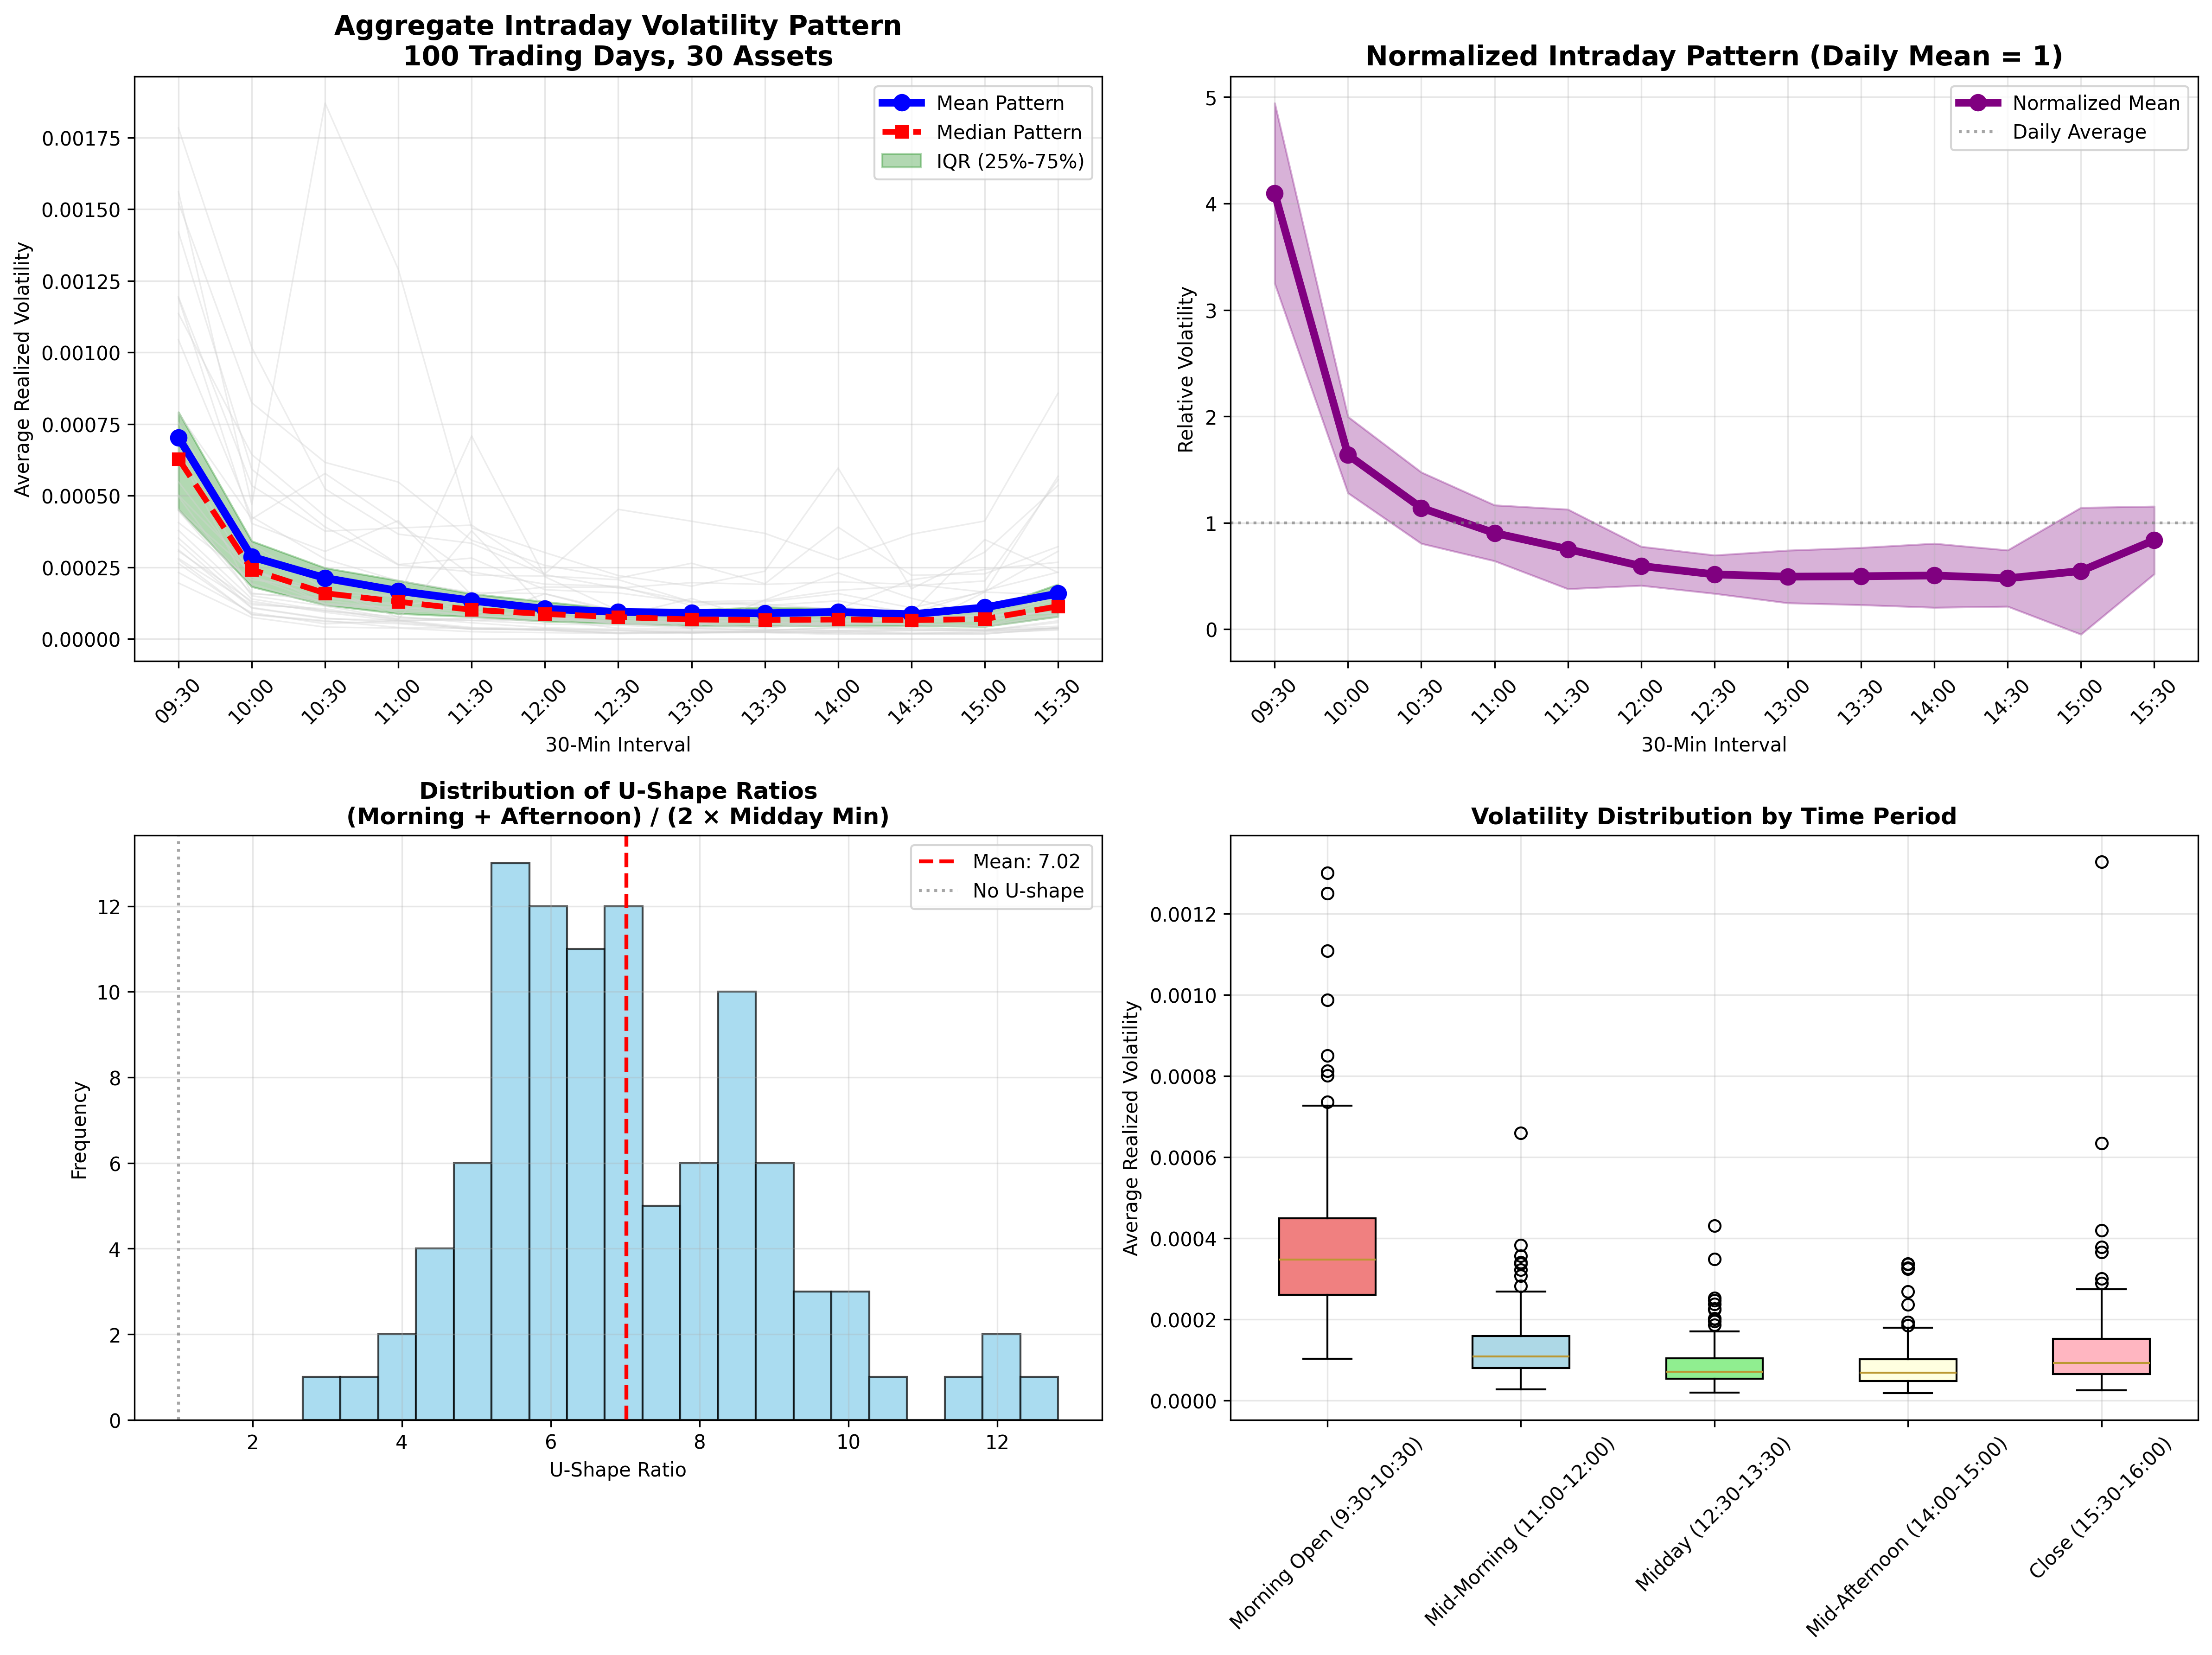 Aggregate Intraday Volatility Pattern
100 Trading Days, 30 Assets
Average Realized Volatility
0.00175
0.00150
0.00125
0.00100
0.00075
0.00050
0.00025
0.00000
Mean Pattern
Median Pattern
IQR (25%-75%)
09:30
10:00
10:30
11:00
11:30
12:00
12:30
13:00
13:30
14:00
14:30
15:00
15:30
30-Min Interval
Normalized Intraday Pattern (Daily Mean = 1)
Relative Volatility
5
4
3
2
1
0
Normalized Mean
Daily Average
09:30
10:00
10:30
11:00
11:30
12:00
12:30
13:00
13:30
14:00
14:30
15:00
15:30
30-Min Interval
Distribution of U-Shape Ratios
(Morning + Afternoon) / (2 × Midday Min)
Frequency
12
10
8
6
4
2
0
Mean: 7.02
No U-shape
2
4
6
8
10
12
U-Shape Ratio
Volatility Distribution by Time Period
Average Realized Volatility
0.0012
0.0010
0.0008
0.0006
0.0004
0.0002
0.0000
Morning Open (9:30-10:30)
Mid-Morning (11:00-12:00)
Midday (12:30-13:30)
Mid-Afternoon (14:00-15:00)
Close (15:30-16:00)